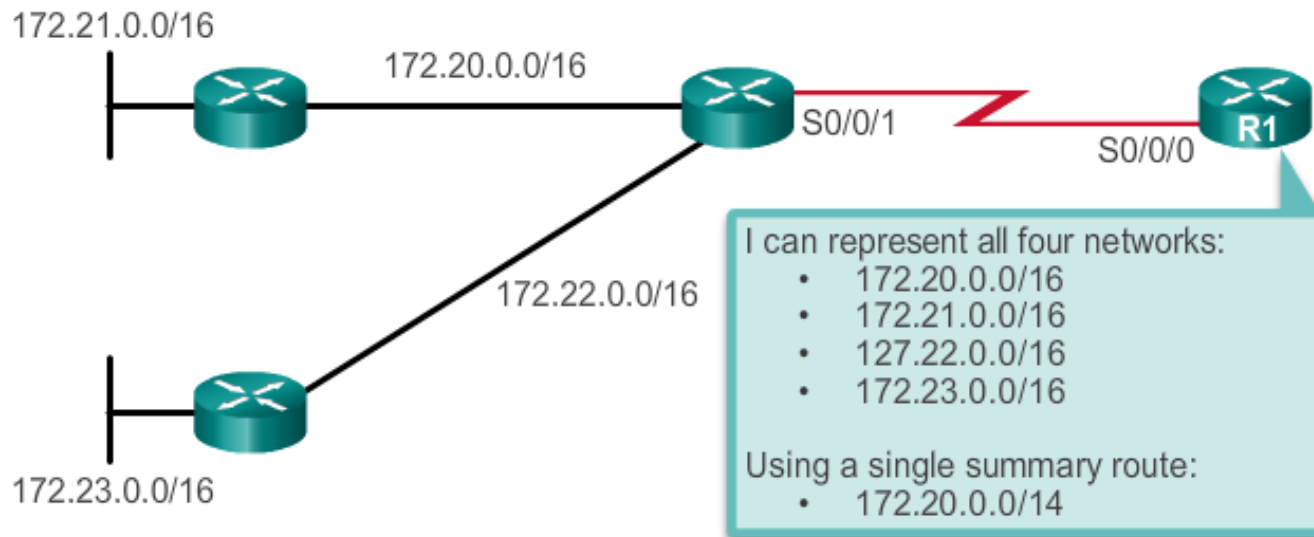 172.21.0.0/16
172.20.0.0/16
S0/0/1
S0/0/0
R1
172.22.0.0/16
172.23.0.0/16
I can represent all four networks:
• 172.20.0.0/16
• 172.21.0.0/16
• 127.22.0.0/16
• 172.23.0.0/16
Using a single summary route:
• 172.20.0.0/14